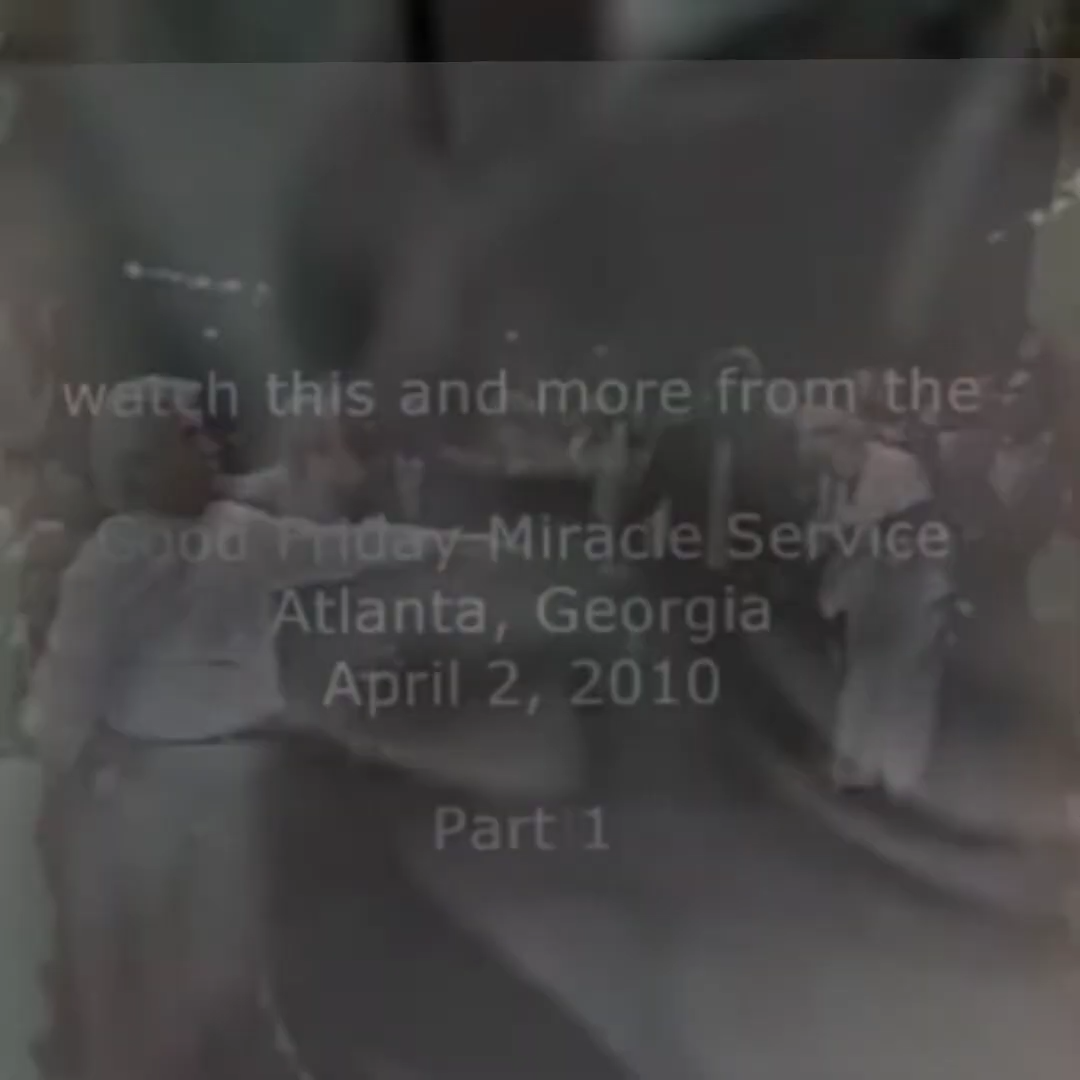 watch this and more from the
Good Friday Miracle Service
Atlanta, Georgia
April 2, 2010
Part 1